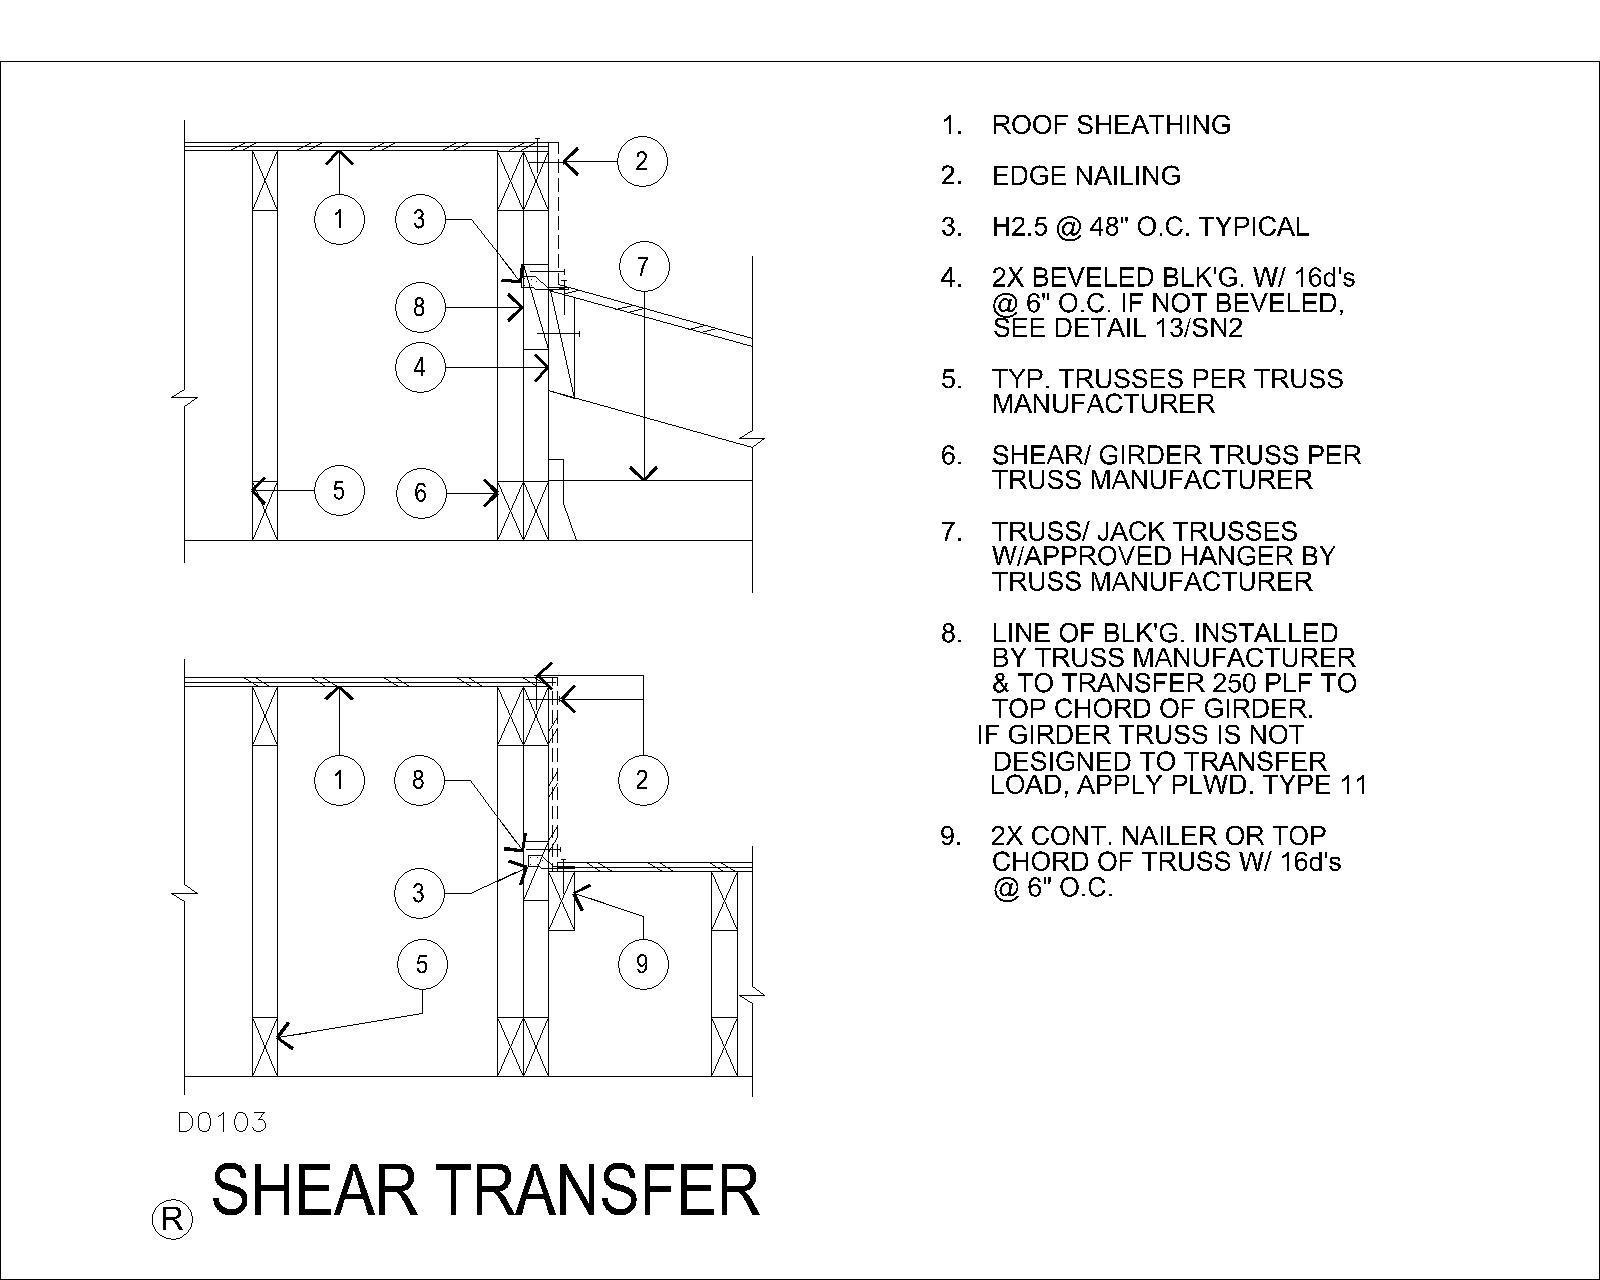 1. ROOF SHEATHING
2. EDGE NAILING
3. H2.5 @ 48" O.C. TYPICAL
4. 2X BEVELED BLK'G. W/ 16d's
@ 6" O.C. IF NOT BEVELED,
SEE DETAIL 13/SN2
5. TYP. TRUSSES PER TRUSS
MANUFACTURER
6. SHEAR/ GIRDER TRUSS PER
TRUSS MANUFACTURER
7. TRUSS/ JACK TRUSSES
W/APPROVED HANGER BY
TRUSS MANUFACTURER
8. LINE OF BLK'G. INSTALLED
BY TRUSS MANUFACTURER
& TO TRANSFER 250 PLF TO
TOP CHORD OF GIRDER.
IF GIRDER TRUSS IS NOT
DESIGNED TO TRANSFER
LOAD, APPLY PLWD. TYPE 11
9. 2X CONT. NAILER OR TOP
CHORD OF TRUSS W/ 16d's
@ 6" O.C.
2
1
3
7
8
4
5
6
1
8
2
3
5
9
D0103
R SHEAR TRANSFER